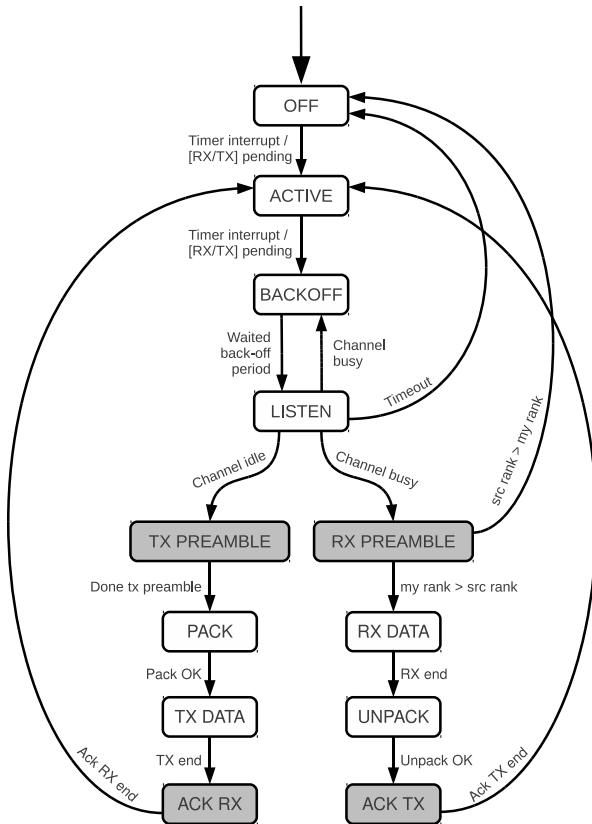 OFF
Timer interrupt /
[RX/TX] pending
ACTIVE
Timer interrupt /
[RX/TX] pending
BACKOFF
Waited
back-off
period
Channel
busy
Timeout
LISTEN
src rank > my rank
Channel idle
Channel busy
TX PREAMBLE
RX PREAMBLE
Done tx preamble
my rank > src rank
PACK
RX DATA
Pack OK
RX end
TX DATA
UNPACK
TX end
Unpack OK
Ack RX end
Ack TX end
ACK RX
ACK TX